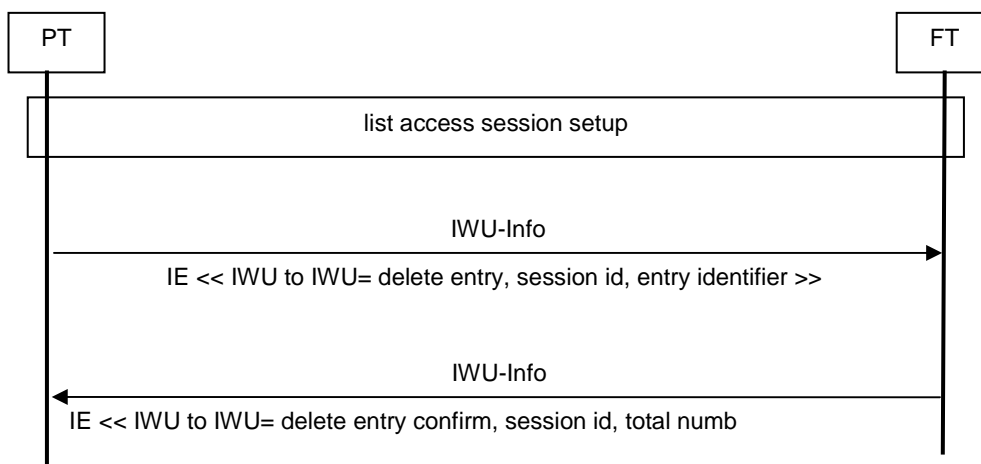 PT
FT
list access session setup
IWU-Info
IE << IWU to IWU= delete entry, session id, entry identifier >>
IWU-Info
IE << IWU to IWU= delete entry confirm, session id, total numb